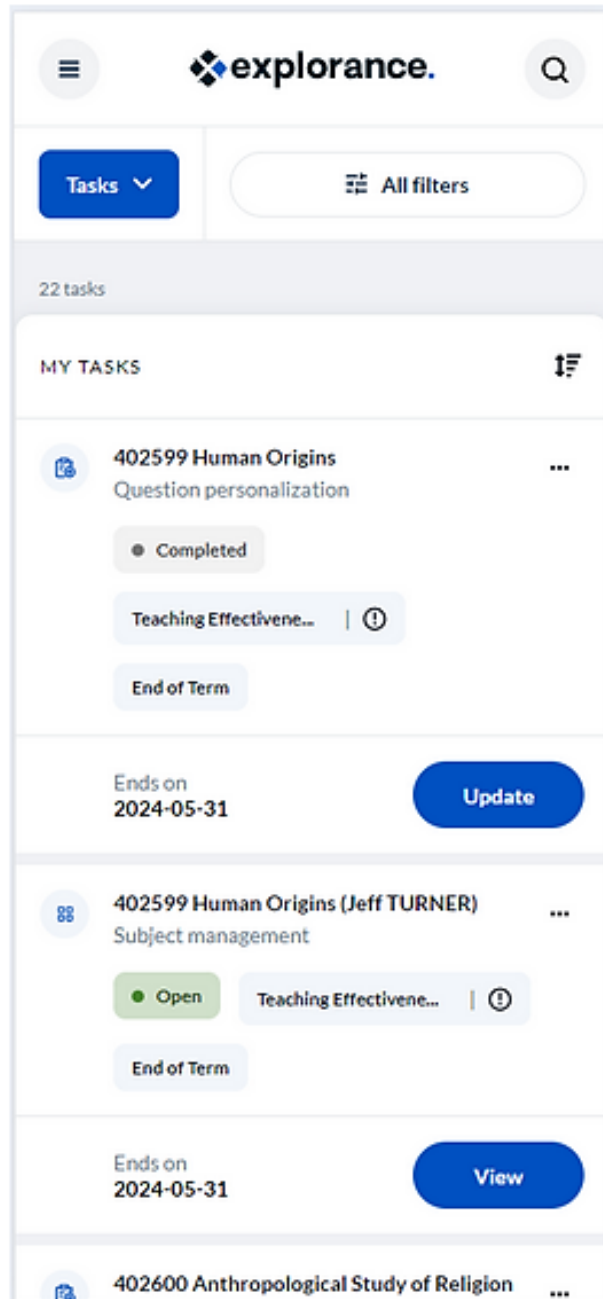 explorance.
Tasks
All filters
22 tasks
MY TASKS
402599 Human Origins
Question personalization
Completed
Teaching Effectivene... |
End of Term
Ends on
2024-05-31
Update
402599 Human Origins (Jeff TURNER)
Subject management
Open
Teaching Effectivene... |
End of Term
Ends on
2024-05-31
View
402600 Anthropological Study of Religion